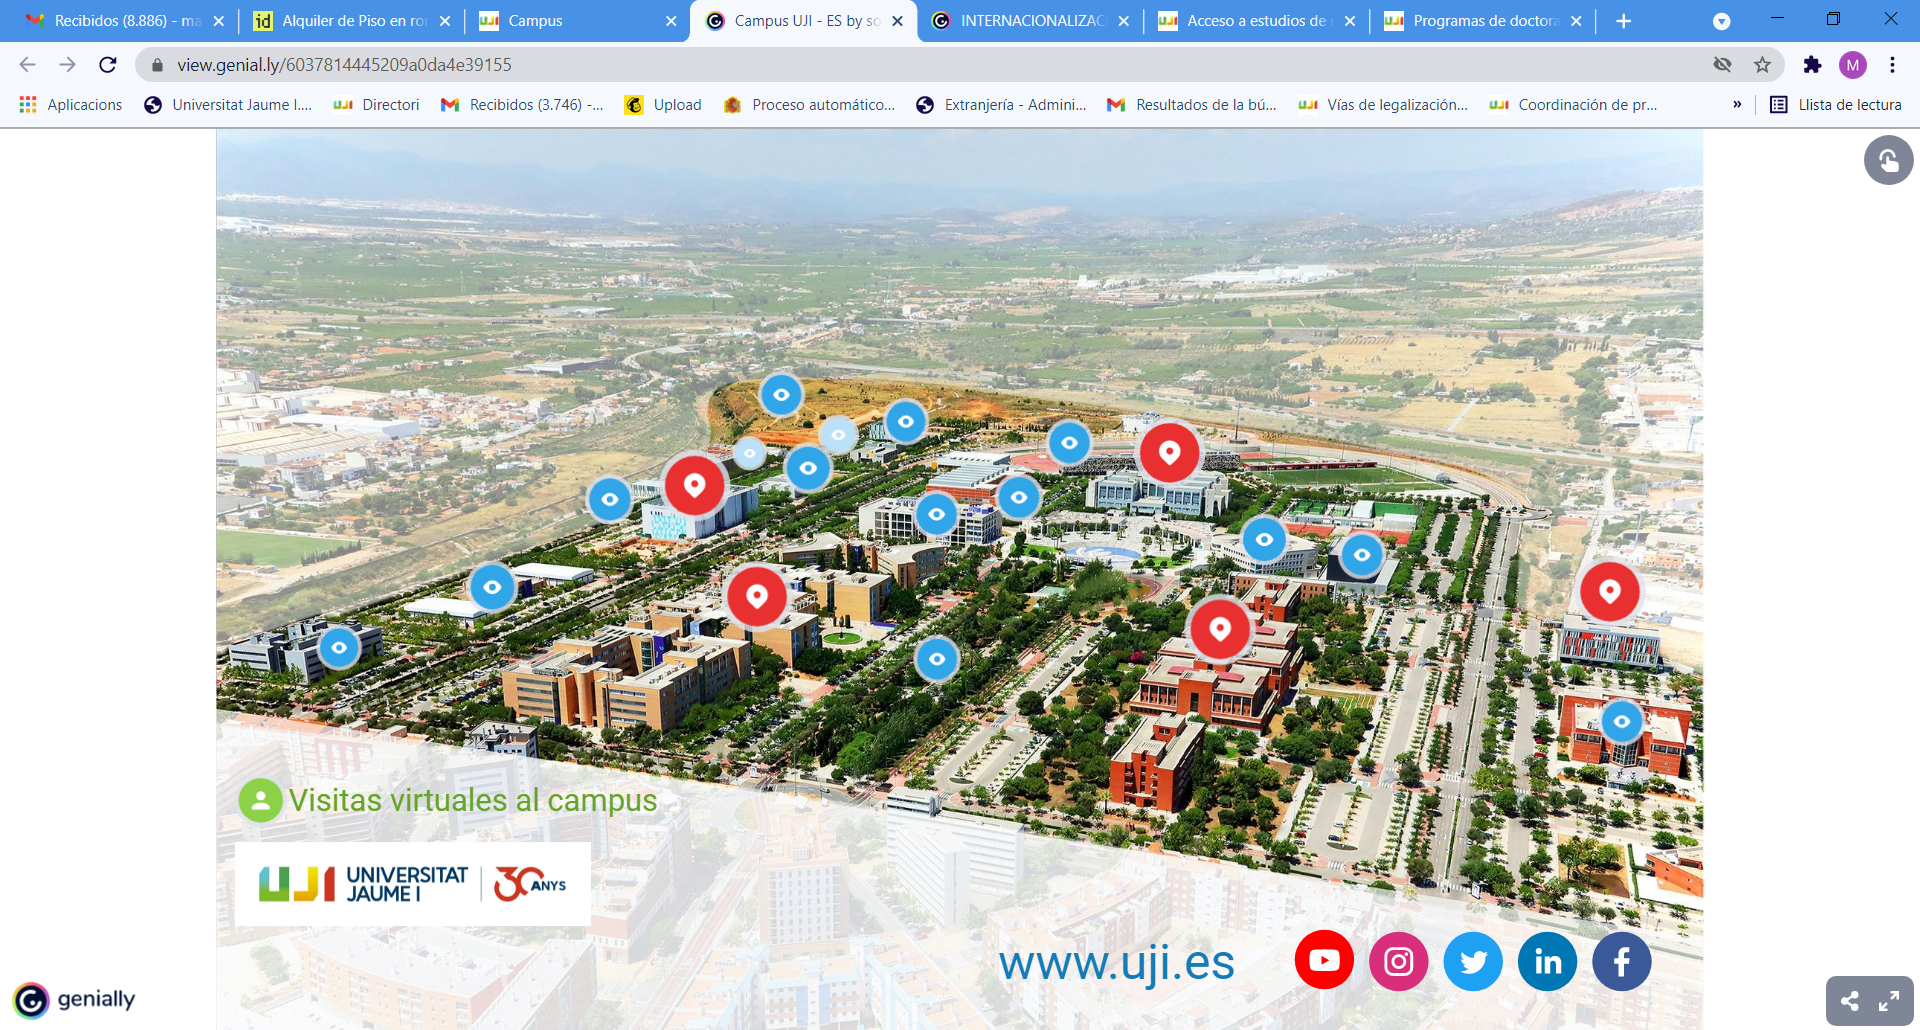 Recibidos (8.886) - ma
Alquiler de Piso en ron
Campus
Campus UJI - ES by so
INTERNACIONALIZAC
Acceso a estudios de
Programas de doctora
view.genial.ly/6037814445209a0da4e39155
M
Aplicacions
Universitat Jaume I....
Directori
Recibidos (3.746) -...
Upload
Proceso automático...
Extranjería - Admini...
Resultados de la bú...
Vías de legalización...
Coordinación de pr...
»
Llista de lectura
Visitas virtuales al campus
UJI UNIVERSITAT
JAUME I
30 ANYS
www.uji.es
genially